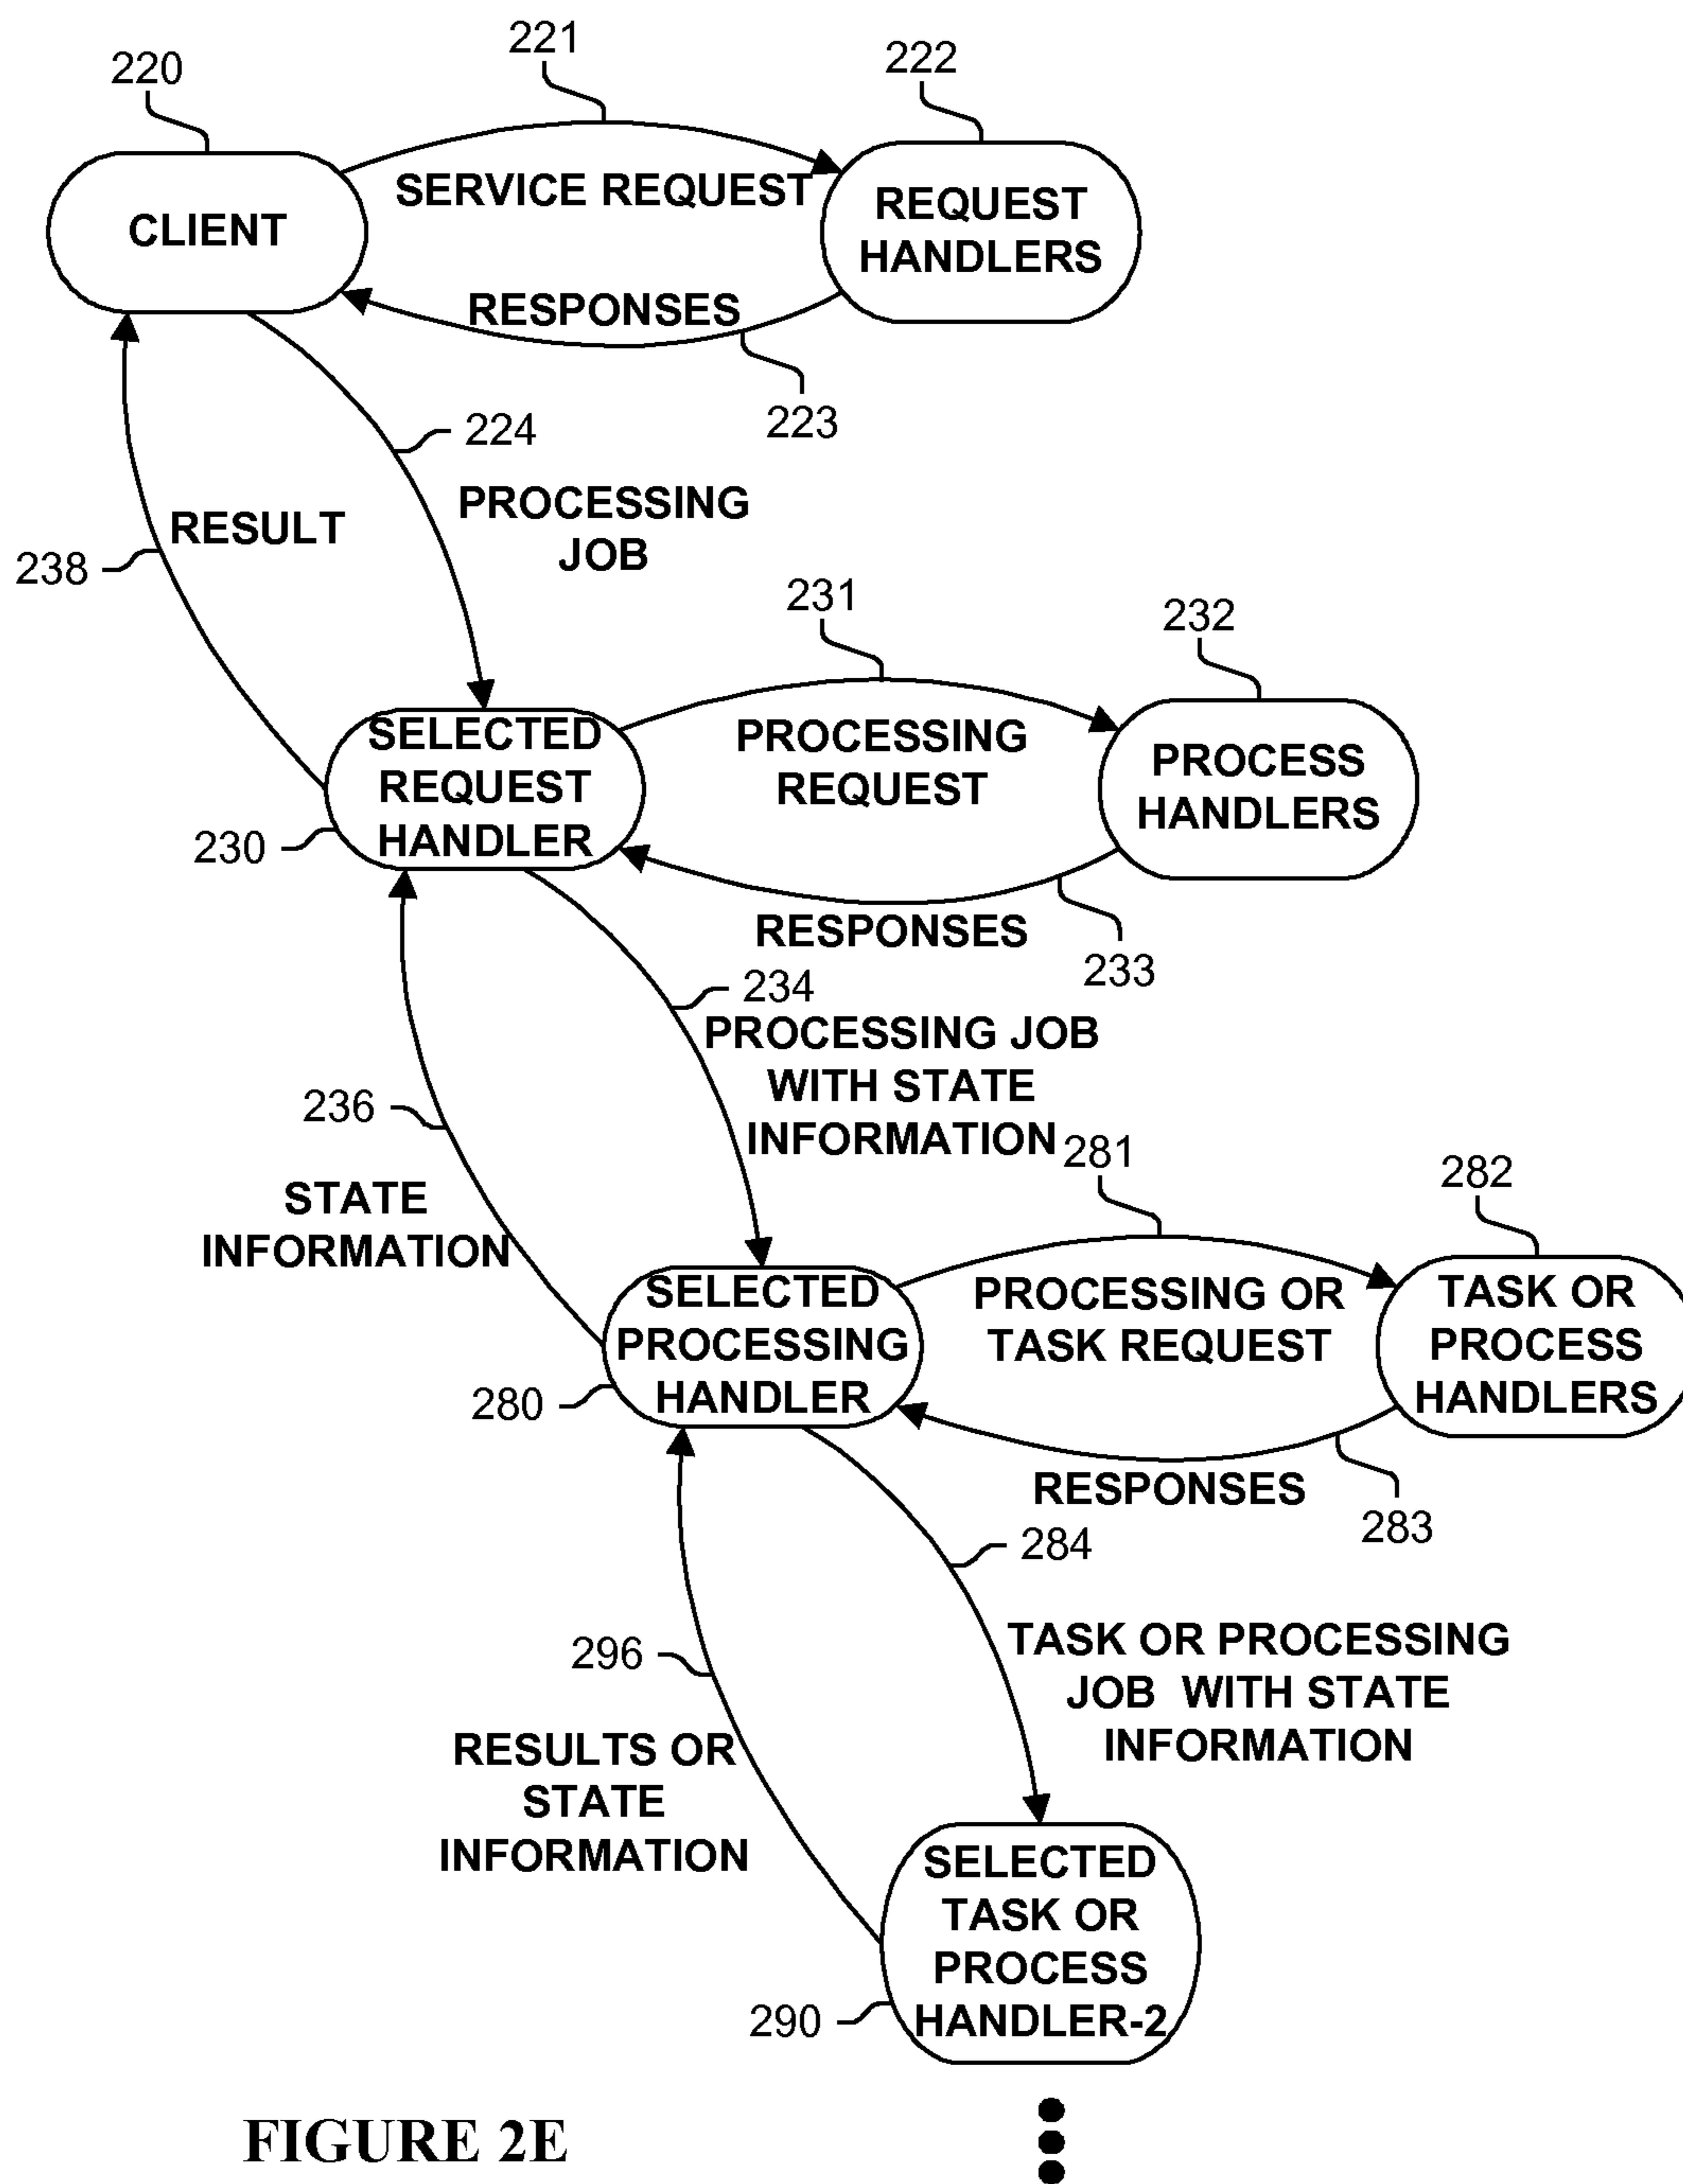 221
220
222
SERVICE REQUEST
CLIENT
REQUEST
HANDLERS
RESPONSES
223
224
PROCESSING
JOB
RESULT
238
231
232
SELECTED
REQUEST
HANDLER
230
PROCESSING
REQUEST
PROCESS
HANDLERS
RESPONSES
233
234
PROCESSING JOB
WITH STATE
INFORMATION
236
STATE
INFORMATION
281
282
SELECTED
PROCESSING
HANDLER
280
PROCESSING OR
TASK REQUEST
TASK OR
PROCESS
HANDLERS
RESPONSES
283
284
TASK OR PROCESSING
JOB  WITH STATE
INFORMATION
296
RESULTS OR
STATE
INFORMATION
SELECTED
TASK OR
PROCESS
HANDLER-2
290
FIGURE 2E